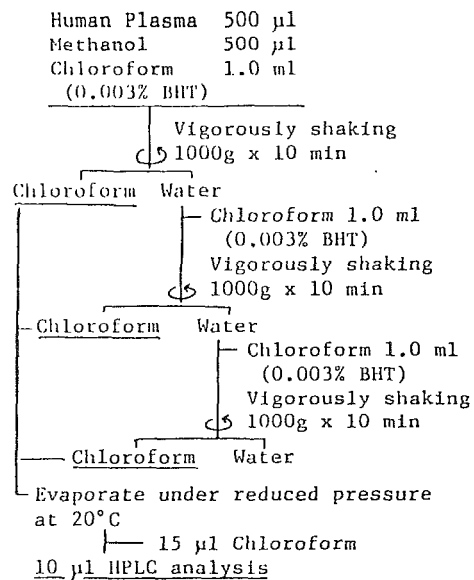 Human Plasma 500 µl
Methanol 500 µl
Chloroform 1.0 ml
(0.003% BHT)
Vigorously shaking
1000g x 10 min
Chloroform Water
Chloroform 1.0 ml
(0.003% BHT)
Vigorously shaking
1000g x 10 min
Chloroform Water
Chloroform 1.0 ml
(0.003% BHT)
Vigorously shaking
1000g x 10 min
Chloroform Water
Evaporate under reduced pressure
at 20°C
15 µl Chloroform
10 µl HPLC analysis